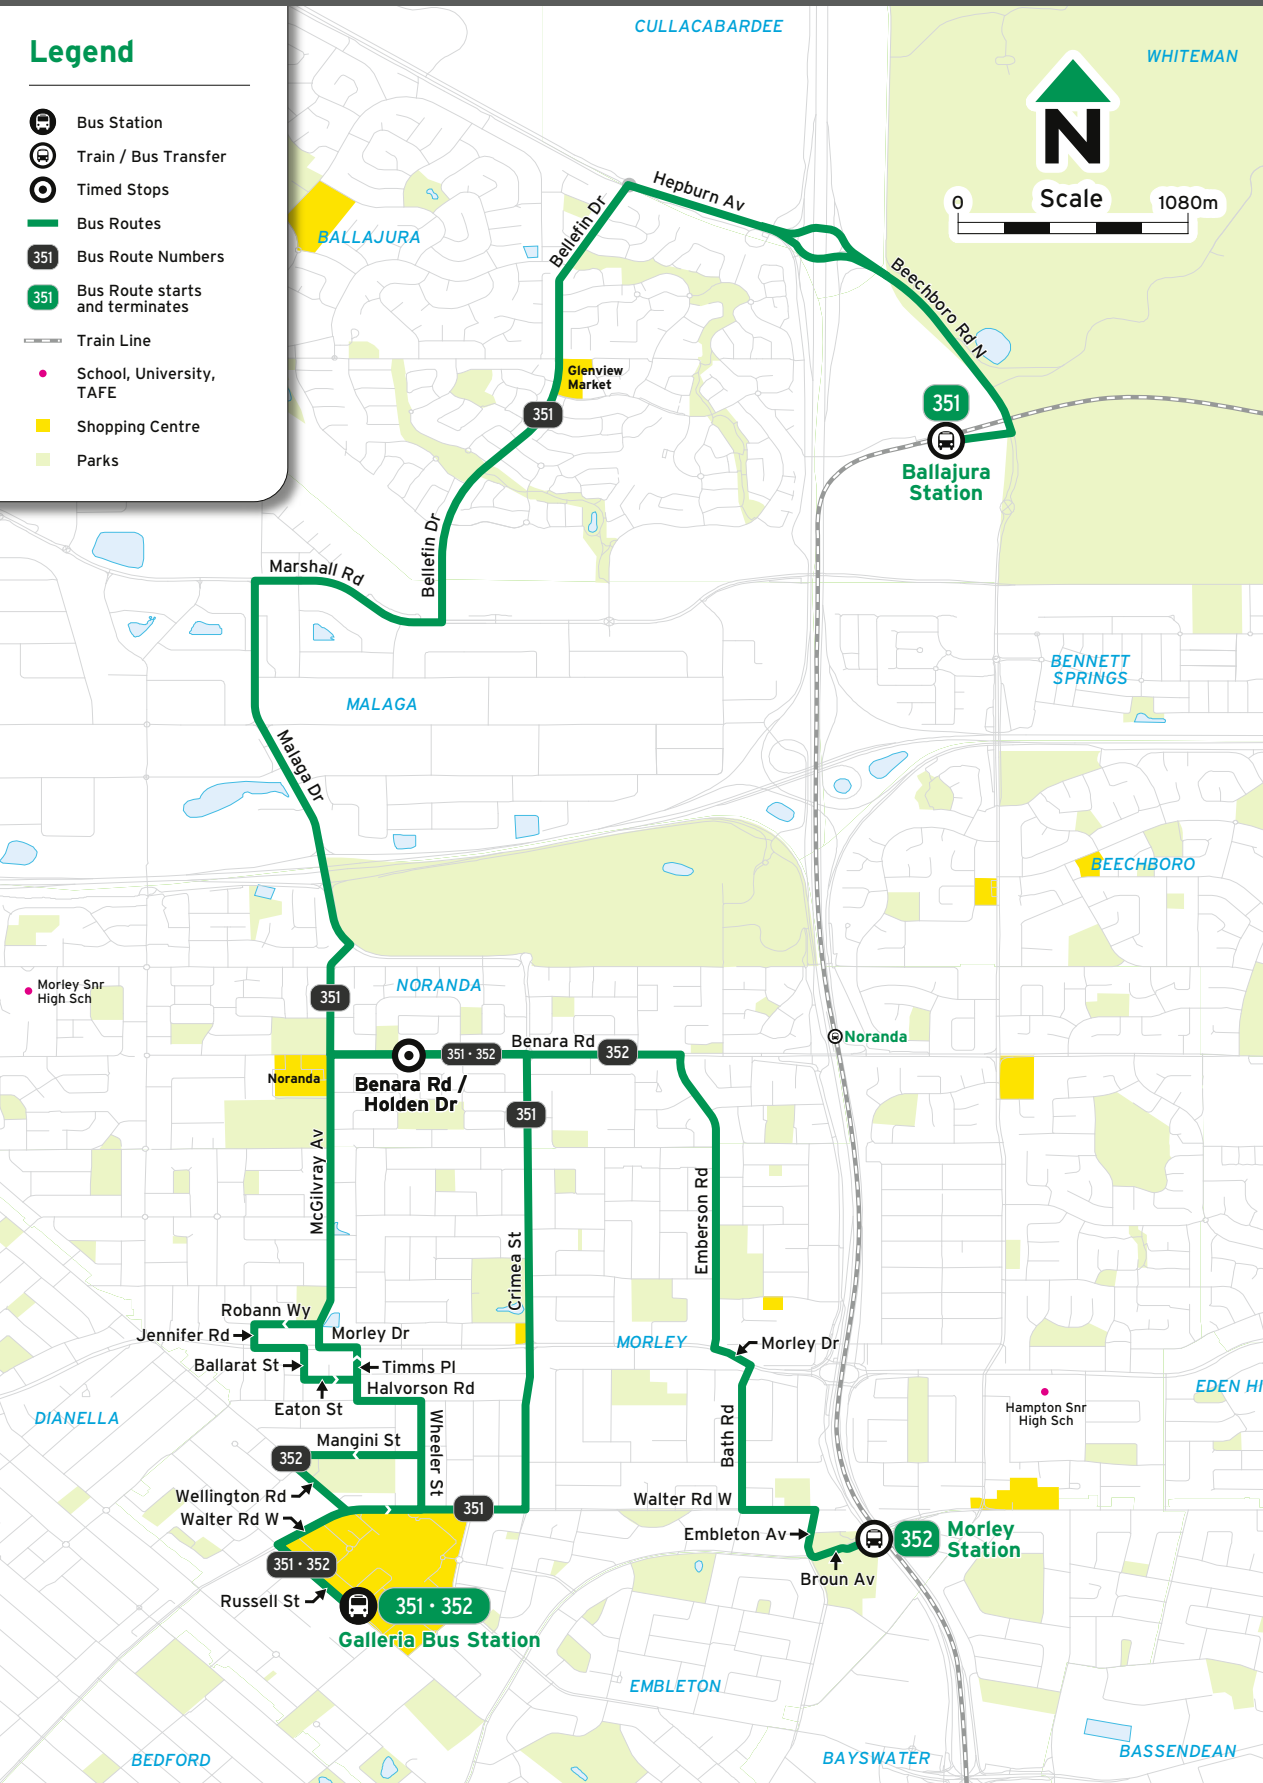 Legend
Bus Station
Train / Bus Transfer
Timed Stops
Bus Routes
351
Bus Route Numbers
351
Bus Route starts
and terminates
Train Line
School, University,
TAFE
Shopping Centre
Parks
CULLACABARDEE
WHITEMAN
N
Scale
0
1080m
Hepburn Av
Bellefin Dr
BALLAJURA
Beechboro Rd N
Glenview
Market
351
351
Ballajura
Station
Bellefin Dr
Marshall Rd
BENNETT
SPRINGS
MALAGA
Malaga Dr
BEECHBORO
Morley Snr
High Sch
NORANDA
351
Noranda
Benara Rd
351 · 352
352
Benara Rd /
Holden Dr
Noranda
351
McGilvray Av
Emberson Rd
Crimea St
Robann Wy
Jennifer Rd
Morley Dr
MORLEY
Morley Dr
Ballarat St
Timms Pl
Halvorson Rd
Eaton St
EDEN HI
Hampton Snr
High Sch
DIANELLA
Mangini St
Wheeler St
Bath Rd
352
Wellington Rd
Walter Rd W
351
Walter Rd W
Embleton Av
352
Morley
Station
Broun Av
351 · 352
Russell St
351 · 352
Galleria Bus Station
EMBLETON
BEDFORD
BAYSWATER
BASSENDEAN